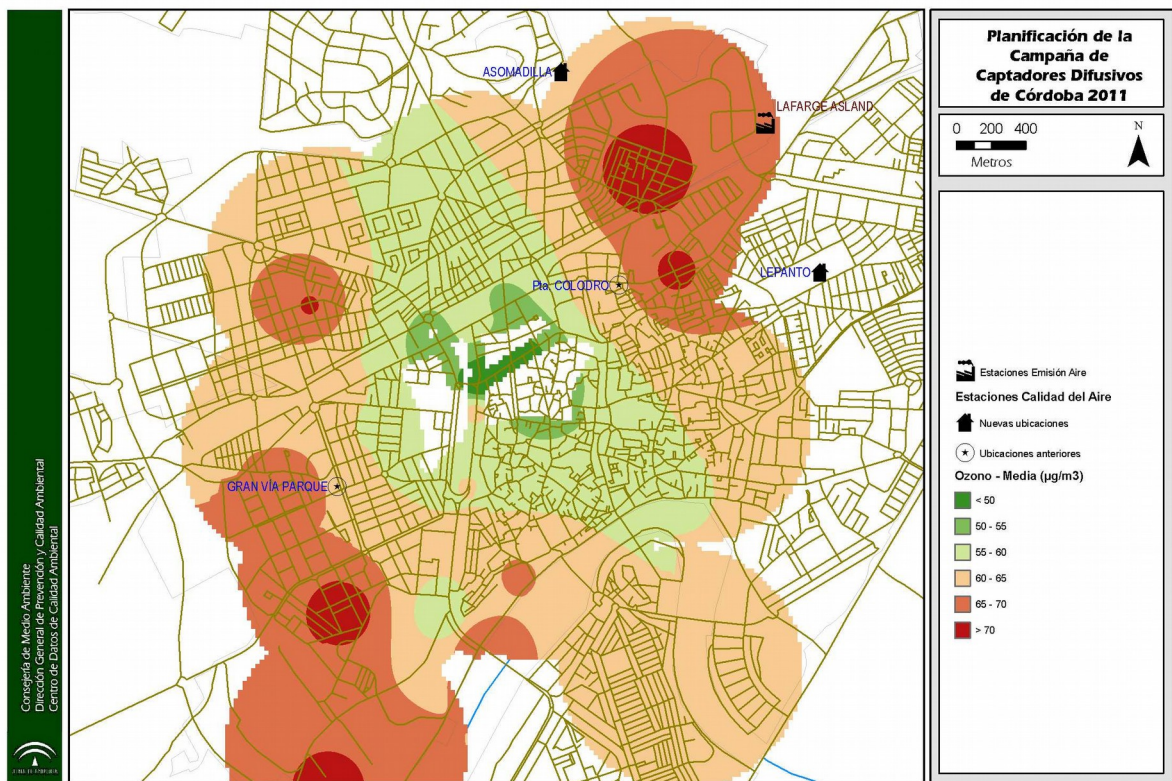 Consejería de Medio Ambiente
Dirección General de Prevención y Calidad Ambiental
Centro de Datos de Calidad Ambiental
JUNTA DE ANDALUCIA
ASOMADILLA
LAFARGE ASLAND
LEPANTO
Pta. COLODRO
GRAN VÍA PARQUE
Planificación de la
Campaña de
Captadores Difusivos
de Córdoba 2011
0 200 400
Metros
N
Estaciones Emisión Aire
Estaciones Calidad del Aire
Nuevas ubicaciones
Ubicaciones anteriores
Ozono - Media (µg/m3)
< 50
50 - 55
55 - 60
60 - 65
65 - 70
> 70